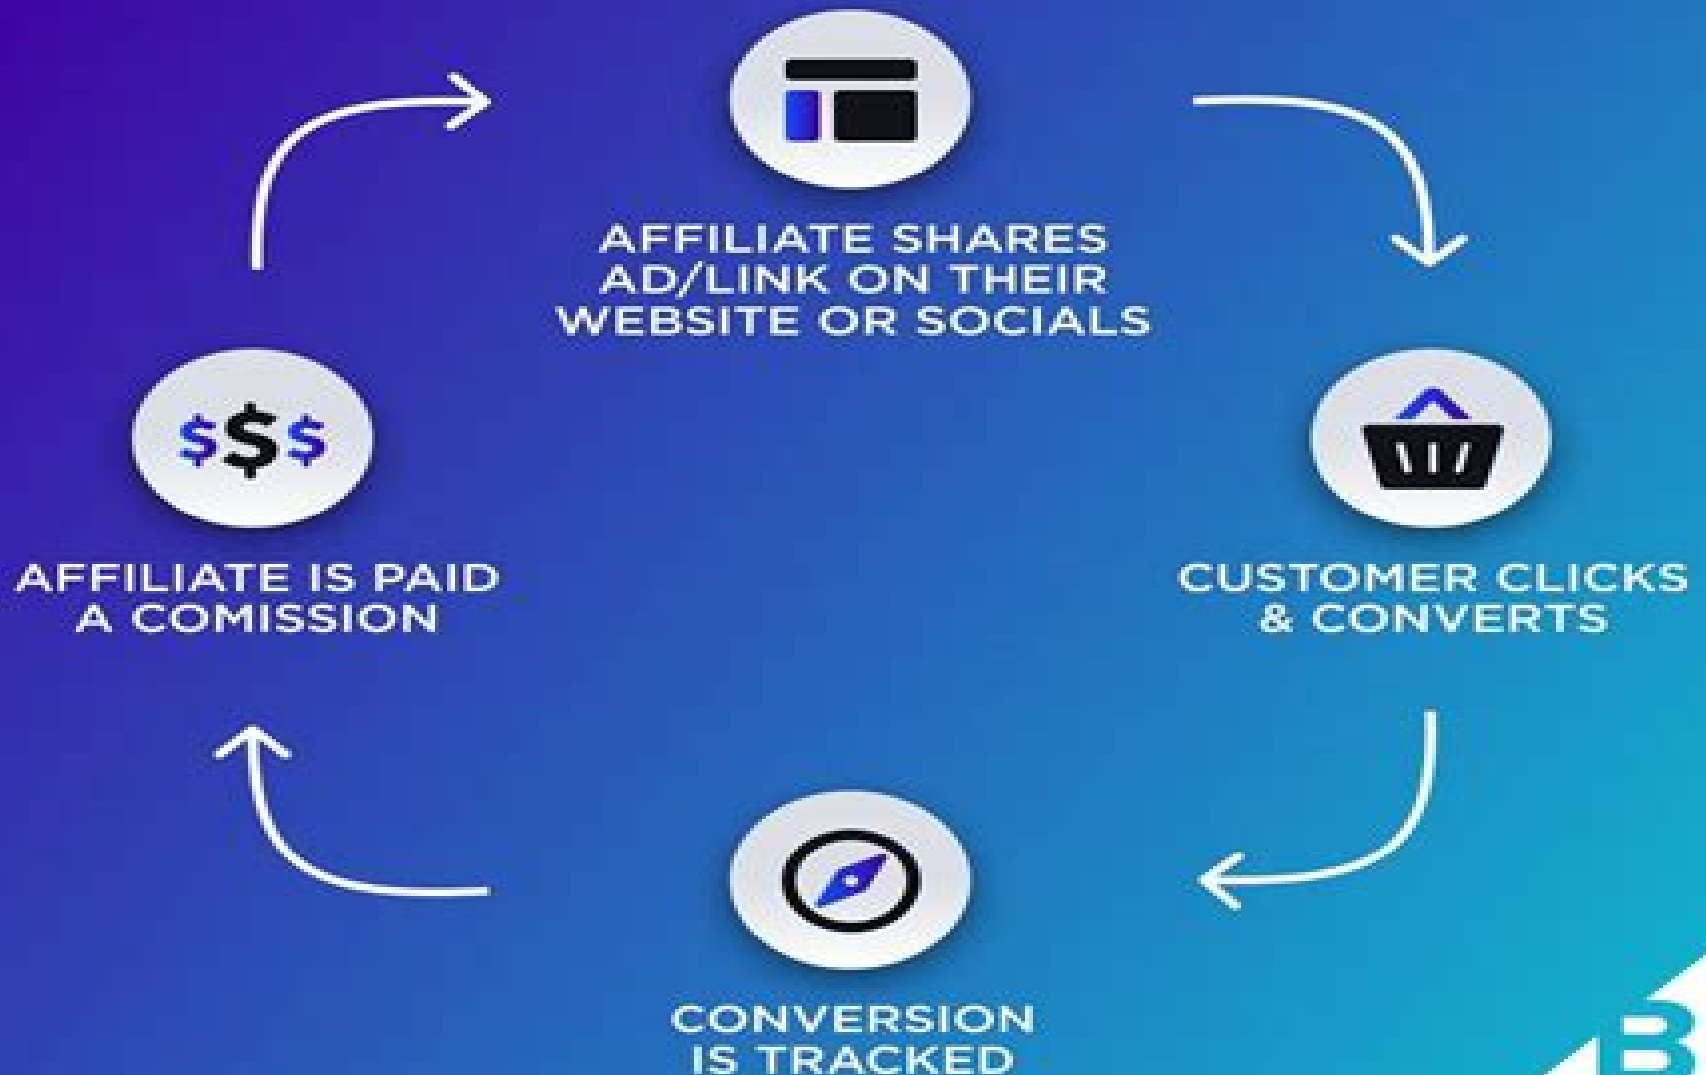 AFFILIATE SHARES
AD/LINK ON THEIR
WEBSITE OR SOCIALS
$$$
CUSTOMER CLICKS
& CONVERTS
CONVERSION
IS TRACKED
AFFILIATE IS PAID
A COMISSION
B